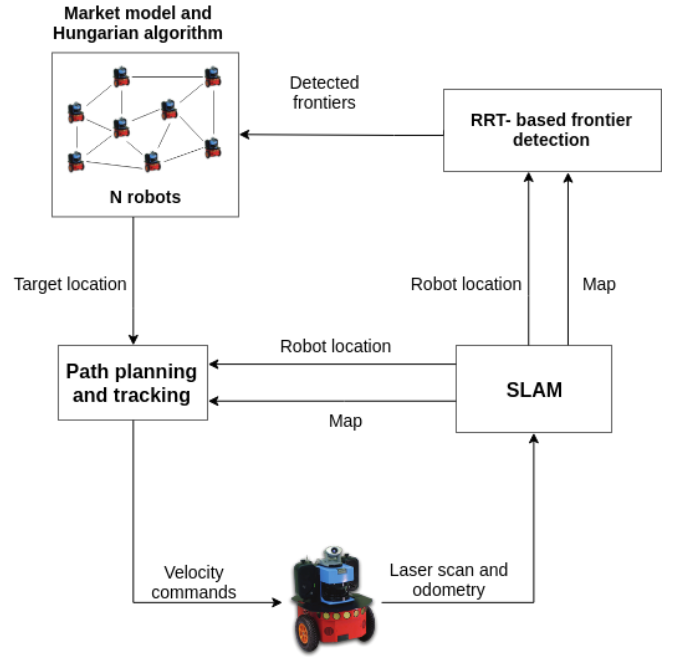 Market model and
Hungarian algorithm
N robots
Detected
frontiers
RRT- based frontier
detection
Target location
Robot location
Map
Path planning
and tracking
Robot location
Map
SLAM
Velocity
commands
Laser scan and
odometry